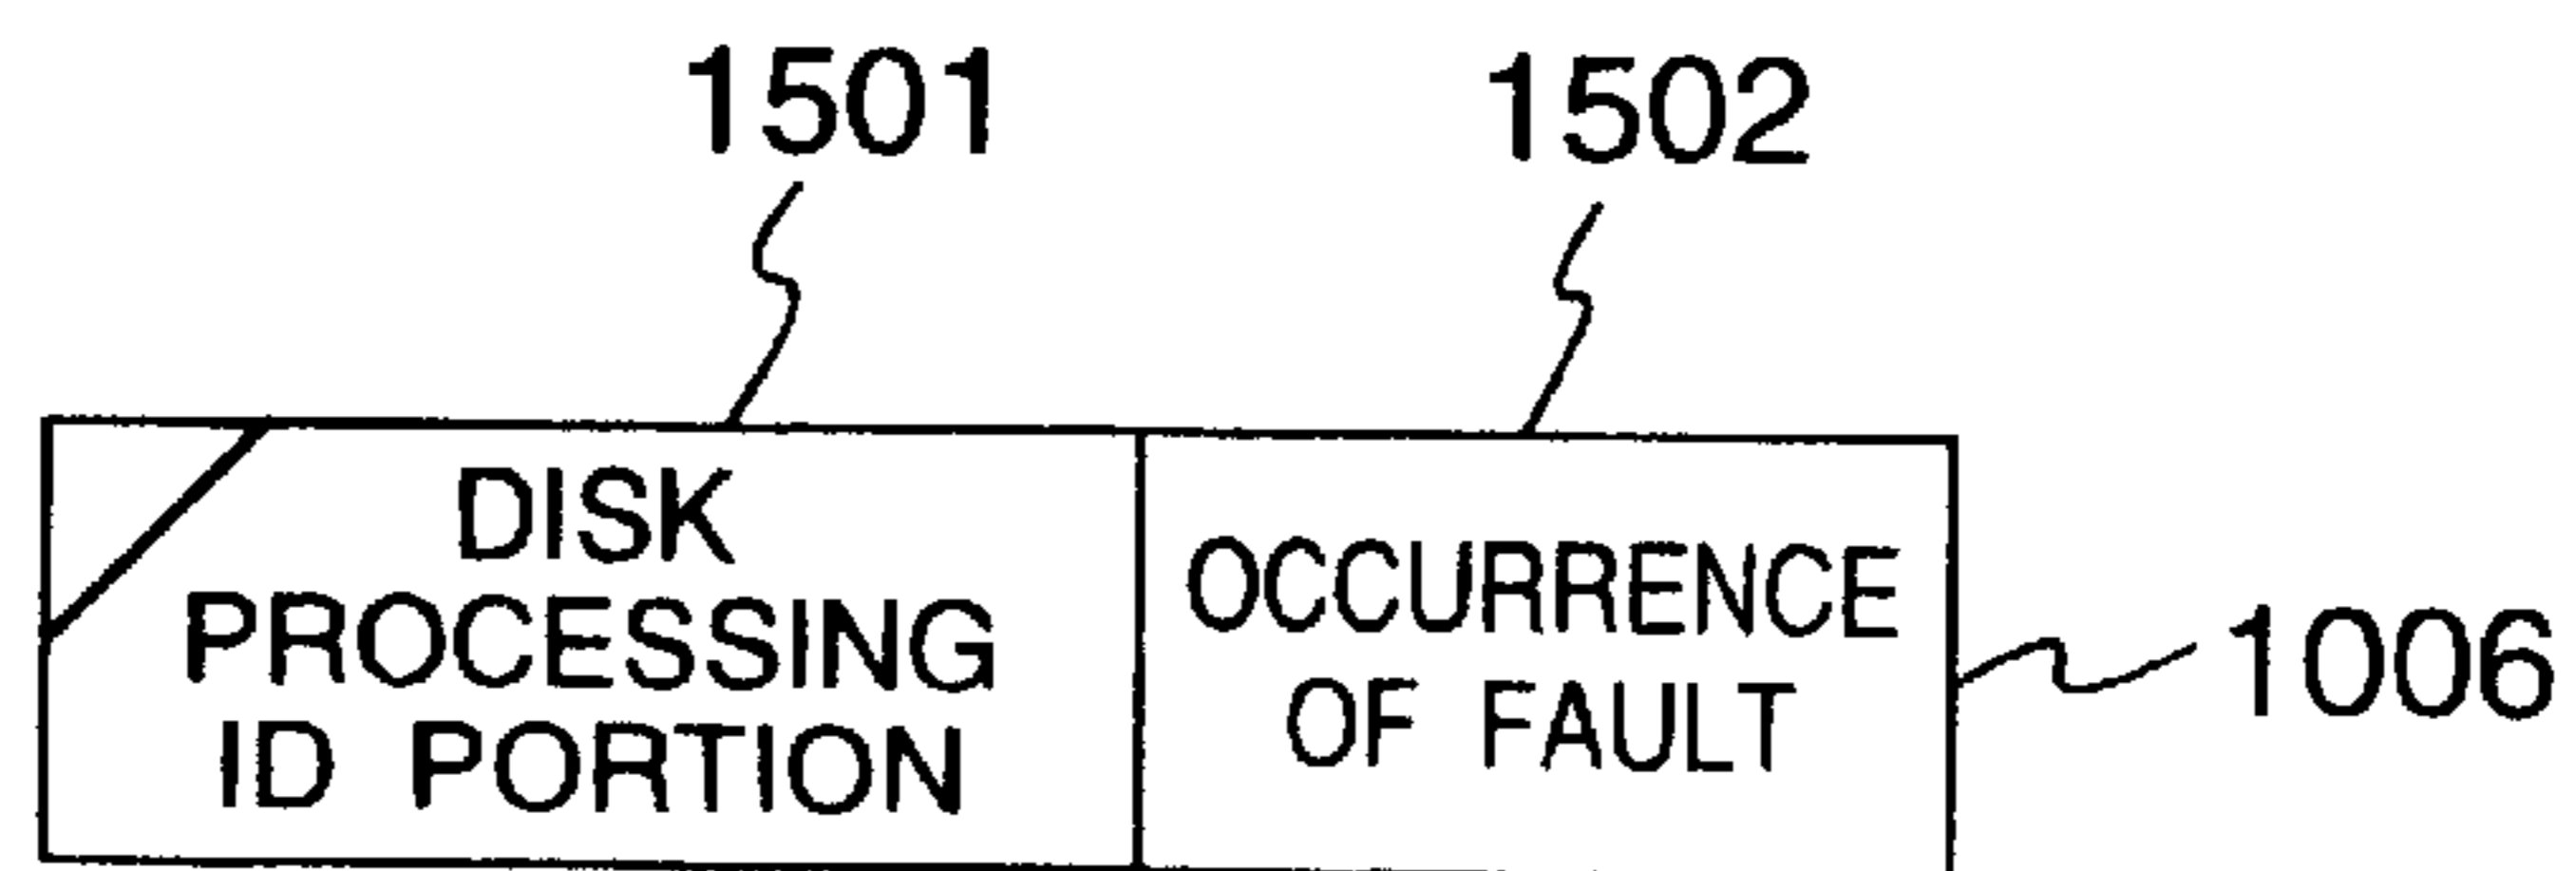 1501
1502
DISK
PROCESSING
ID PORTION
OCCURRENCE
OF FAULT
1006